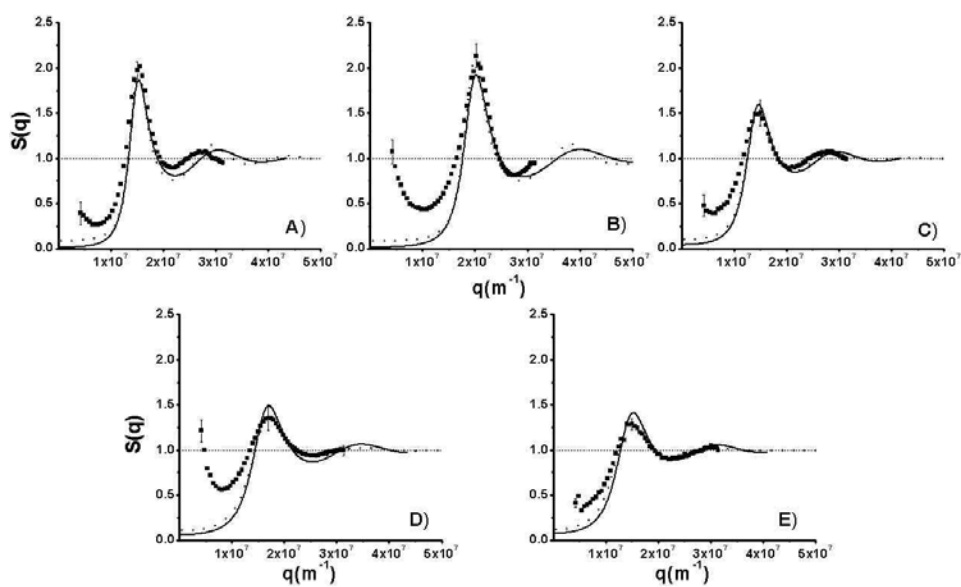 2.5 2.5 2.5
2.0 2.0 2.0
1.5 1.5 1.5
S(q) 1.0 1.0 1.0
0.5 0.5 0.5
A) B) C)
0.0 0.0 0.0
1x10⁷ 2x10⁷ 3x10⁷ 4x10⁷ 5x10⁷ 1x10⁷ 2x10⁷ 3x10⁷ 4x10⁷ 5x10⁷ 1x10⁷ 2x10⁷ 3x10⁷ 4x10⁷ 5x10⁷
q(m⁻¹)
2.5 2.5
2.0 2.0
1.5 1.5
S(q) 1.0 1.0
0.5 0.5
D) E)
0.0 0.0
1x10⁷ 2x10⁷ 3x10⁷ 4x10⁷ 5x10⁷ 1x10⁷ 2x10⁷ 3x10⁷ 4x10⁷ 5x10⁷
q(m⁻¹) q(m⁻¹)